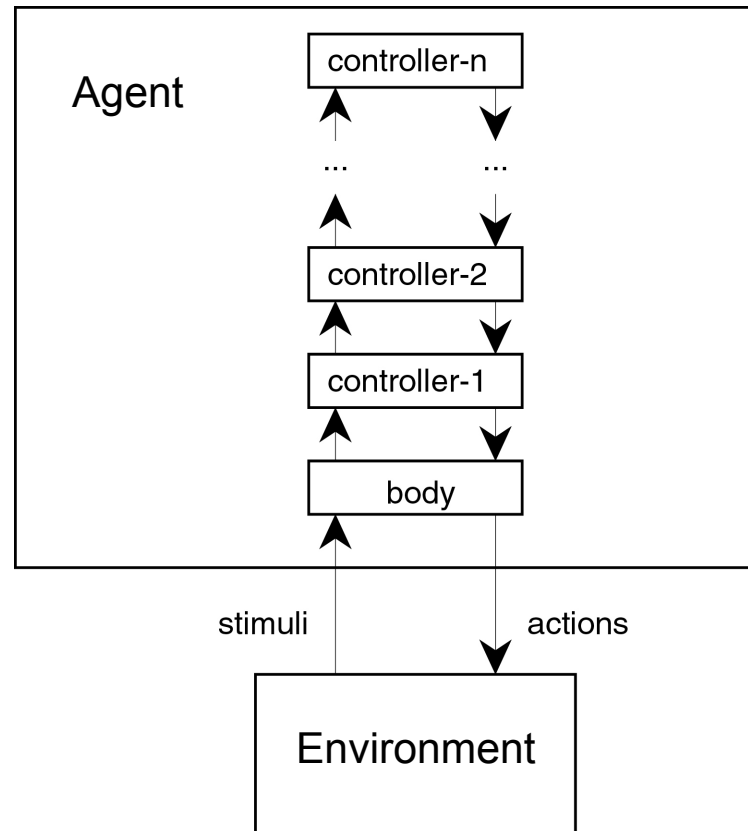 controller-n
Agent
... ...
controller-2
controller-1
body
stimuli actions
Environment